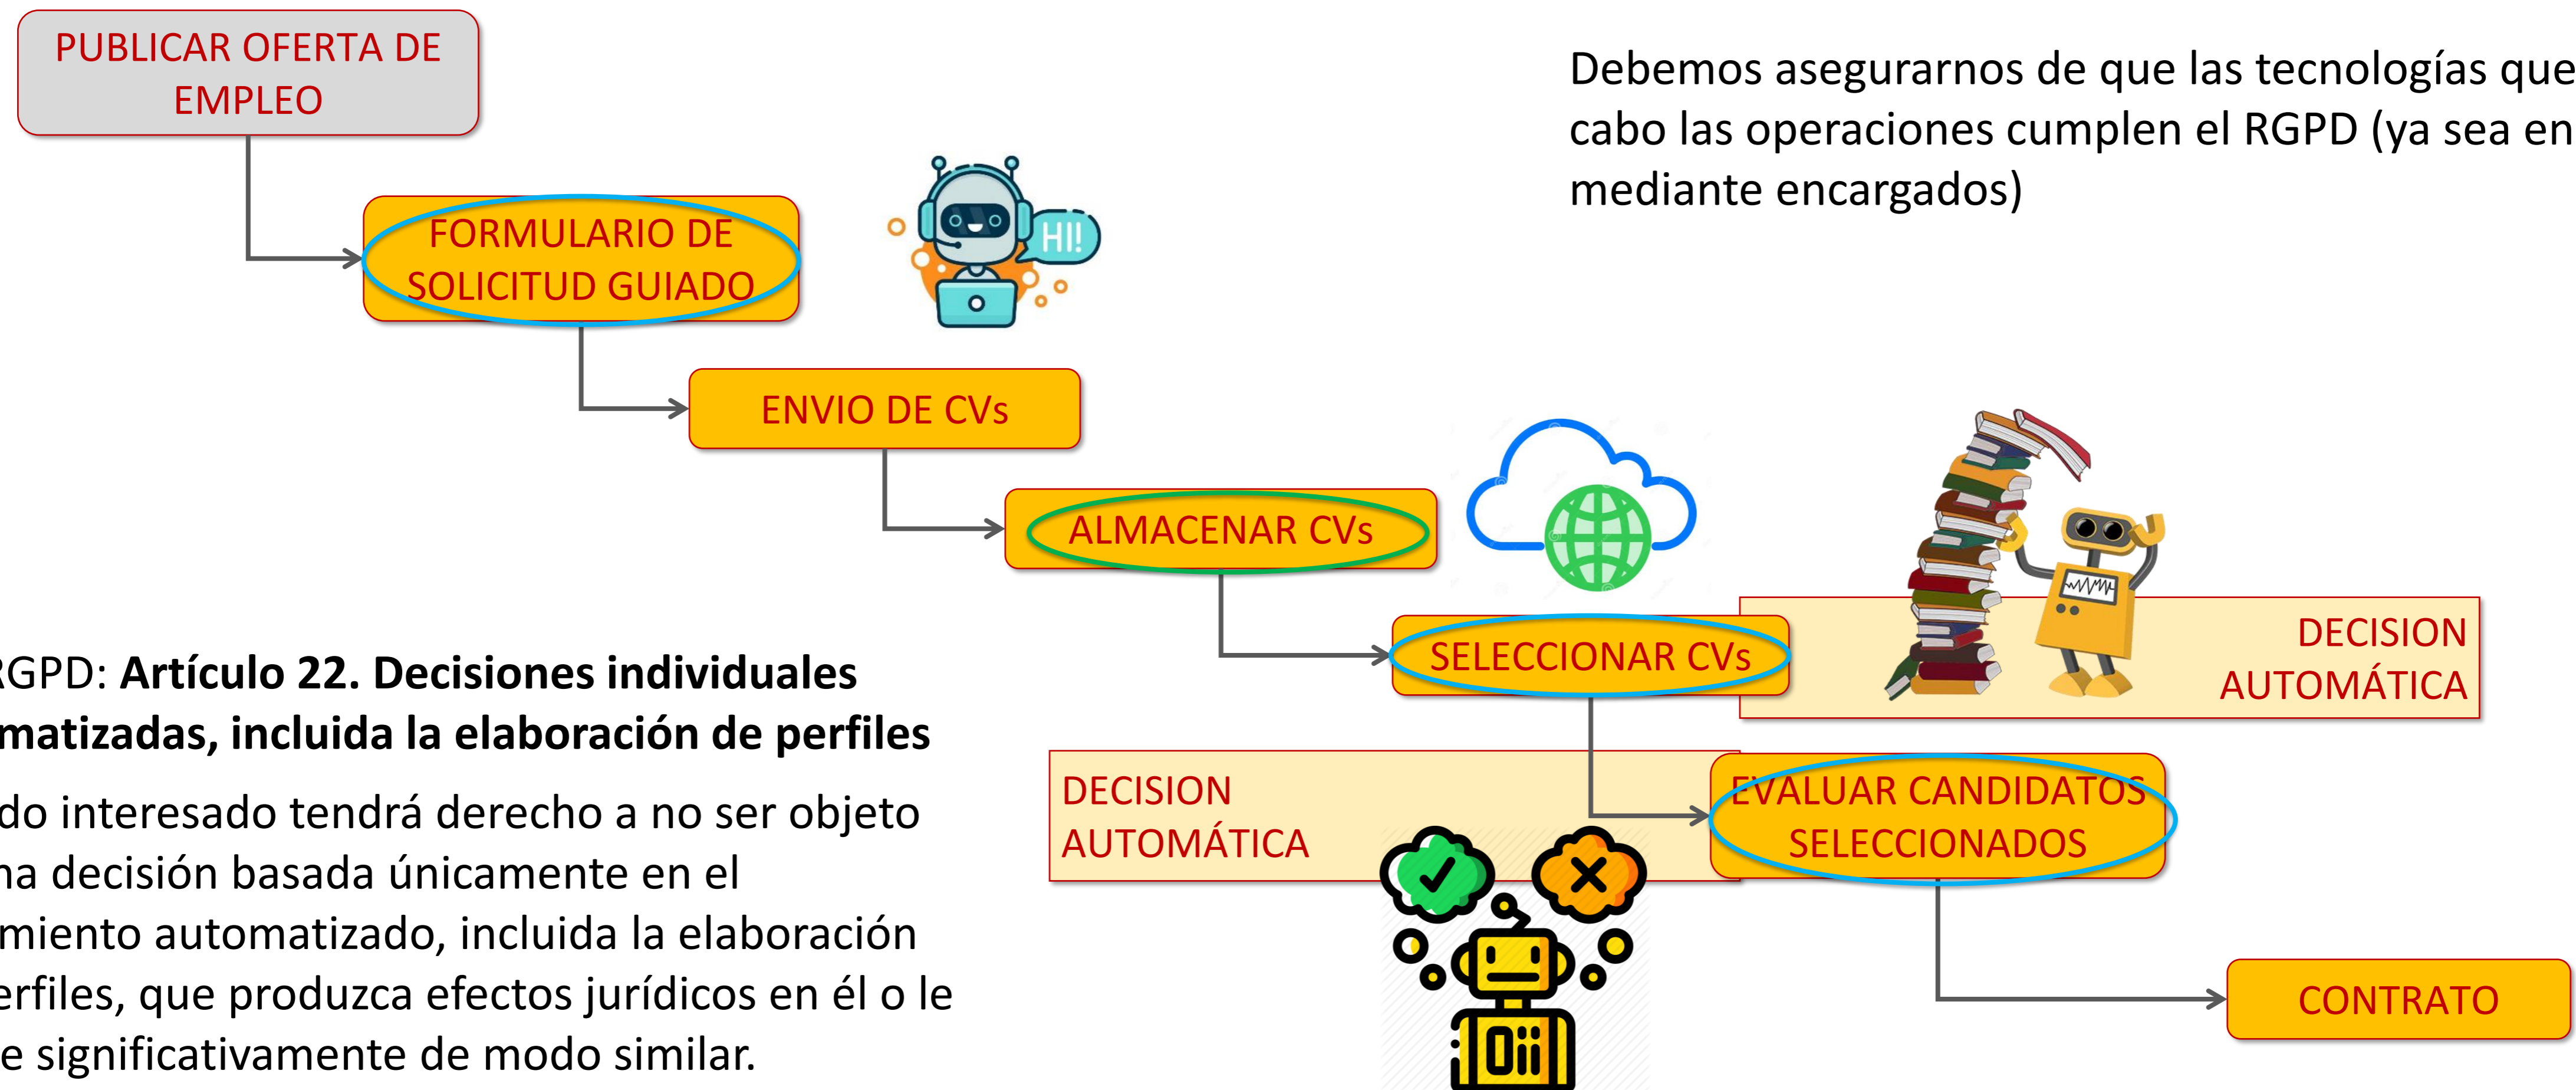 PUBLICAR OFERTA DE
EMPLEO
Debemos asegurarnos de que las tecnologías que
cabo las operaciones cumplen el RGPD (ya sea en
mediante encargados)
FORMULARIO DE
SOLICITUD GUIADO
HI!
ENVIO DE CVs
ALMACENAR CVs
SELECCIONAR CVs
DECISION
AUTOMÁTICA
RGPD: Artículo 22. Decisiones individuales
matizadas, incluida la elaboración de perfiles
do interesado tendrá derecho a no ser objeto
na decisión basada únicamente en el
miento automatizado, incluida la elaboración
erfiles, que produzca efectos jurídicos en él o le
e significativamente de modo similar.
DECISION
AUTOMÁTICA
EVALUAR CANDIDATOS
SELECCIONADOS
CONTRATO